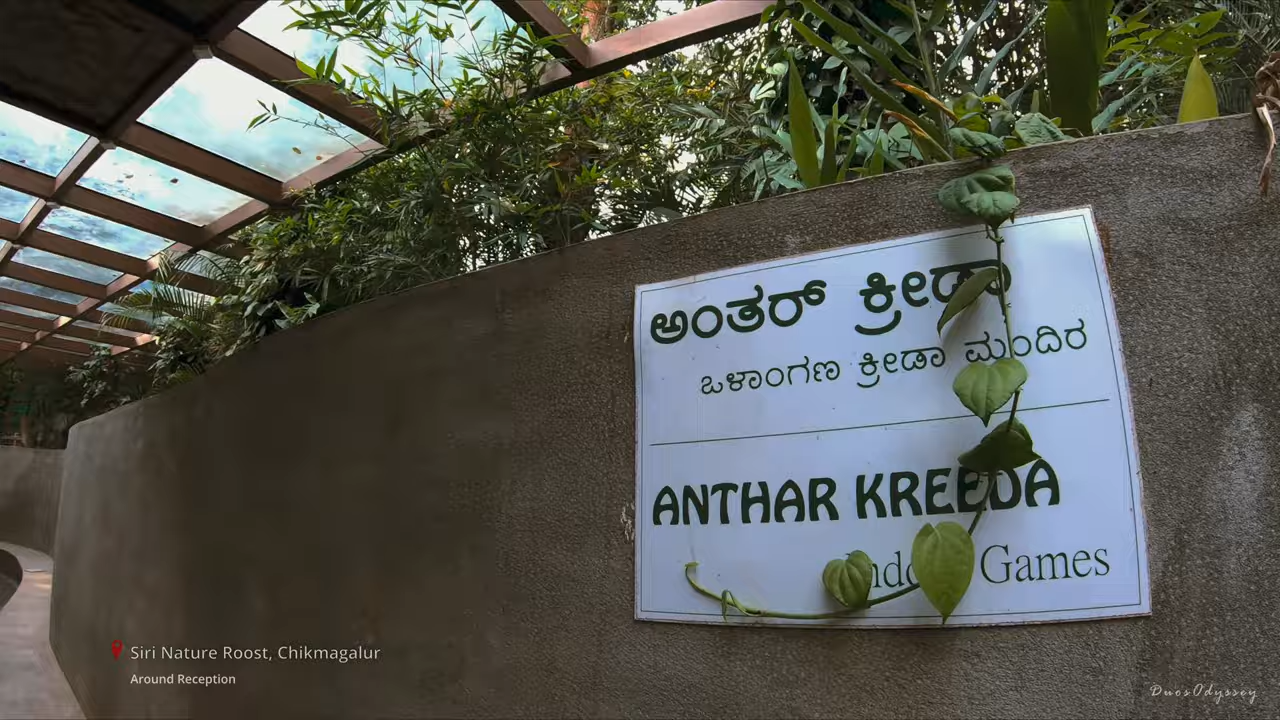 ಅಂತರ್ ಕ್ರೀಡಾ
ಒಳಾಂಗಣ ಕ್ರೀಡಾ ಮಂದಿರ
ANTHAR KREEDA
Games
Siri Nature Roost, Chikmagalur
Around Reception
DuosOdyssey